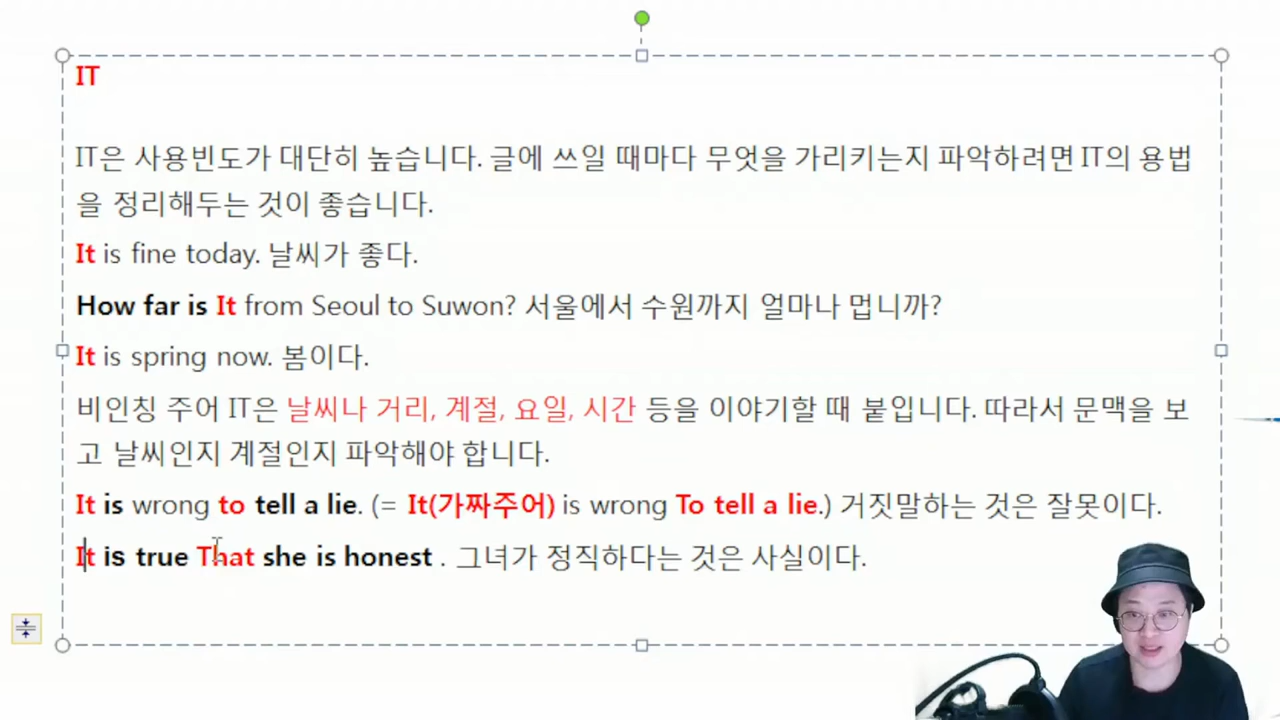 IT
IT은 사용빈도가 대단히 높습니다. 글에 쓰일 때마다 무엇을 가리키는지 파악하려면 IT의 용법
을 정리해두는 것이 좋습니다.
It is fine today. 날씨가 좋다.
How far is It from Seoul to Suwon? 서울에서 수원까지 얼마나 멉니까?
It is spring now. 봄이다.
비인칭 주어 IT은 날씨나 거리, 계절, 요일, 시간 등을 이야기할 때 붙입니다. 따라서 문맥을 보
고 날씨인지 계절인지 파악해야 합니다.
It is wrong to tell a lie. (= It(가짜주어) is wrong To tell a lie.) 거짓말하는 것은 잘못이다.
It is true That she is honest . 그녀가 정직하다는 것은 사실이다.